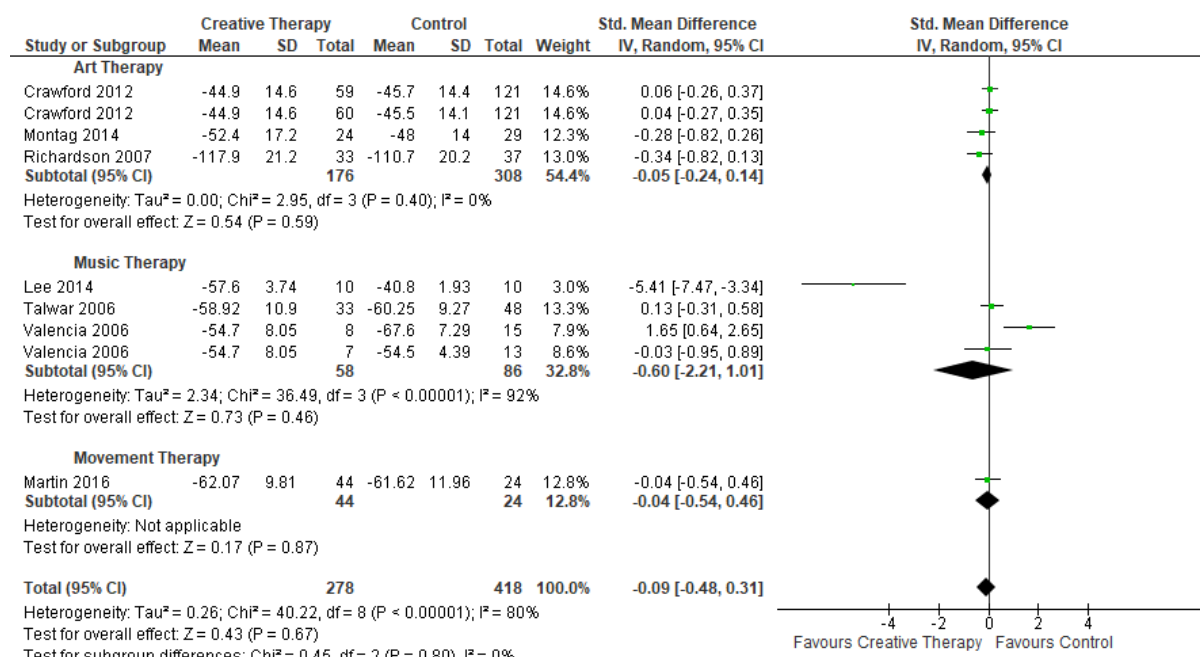 Creative Therapy Control Std. Mean Difference Std. Mean Difference
Study or Subgroup Mean SD Total Mean SD Total Weight IV, Random, 95% CI IV, Random, 95% CI
Art Therapy
Crawford 2012 -44.9 14.6 59 -45.7 14.4 121 14.6% 0.06 [-0.26, 0.37]
Crawford 2012 -44.9 14.6 60 -45.5 14.1 121 14.6% 0.04 [-0.27, 0.35]
Montag 2014 -52.4 17.2 24 -48 14 29 12.3% -0.28 [-0.82, 0.26]
Richardson 2007 -117.9 21.2 33 -110.7 20.2 37 13.0% -0.34 [-0.82, 0.13]
Subtotal (95% CI) 176 308 54.4% -0.05 [-0.24, 0.14]
Heterogeneity: Tau² = 0.00; Chi² = 2.95, df = 3 (P = 0.40); I² = 0%
Test for overall effect: Z = 0.54 (P = 0.59)
Music Therapy
Lee 2014 -57.6 3.74 10 -40.8 1.93 10 3.0% -5.41 [-7.47, -3.34]
Talwar 2006 -58.92 10.9 33 -60.25 9.27 48 13.3% 0.13 [-0.31, 0.58]
Valencia 2006 -54.7 8.05 8 -67.6 7.29 15 7.9% 1.65 [0.64, 2.65]
Valencia 2006 -54.7 8.05 7 -54.5 4.39 13 8.6% -0.03 [-0.95, 0.89]
Subtotal (95% CI) 58 86 32.8% -0.60 [-2.21, 1.01]
Heterogeneity: Tau² = 2.34; Chi² = 36.49, df = 3 (P < 0.00001); I² = 92%
Test for overall effect: Z = 0.73 (P = 0.46)
Movement Therapy
Martin 2016 -62.07 9.81 44 -61.62 11.96 24 12.8% -0.04 [-0.54, 0.46]
Subtotal (95% CI) 44 24 12.8% -0.04 [-0.54, 0.46]
Heterogeneity: Not applicable
Test for overall effect: Z = 0.17 (P = 0.87)
Total (95% CI) 278 418 100.0% -0.09 [-0.48, 0.31]
Heterogeneity: Tau² = 0.26; Chi² = 40.22, df = 8 (P < 0.00001); I² = 80%
Test for overall effect: Z = 0.43 (P = 0.67)
Test for subgroup differences: Chi² = 0.45, df = 2 (P = 0.80), I² = 0%
-4 -2 0 2 4
Favours Creative Therapy Favours Control